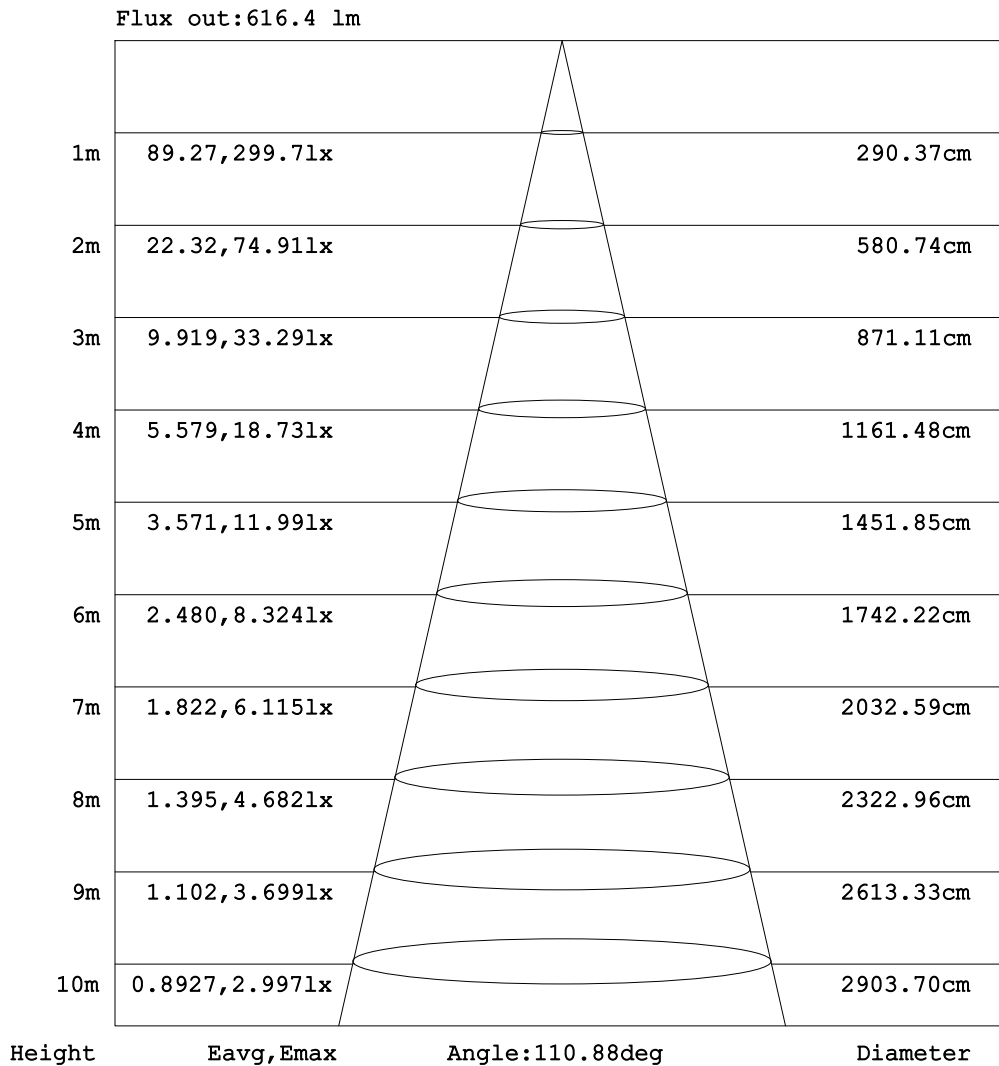 Flux out:616.4 lm
1m 89.27,299.7lx 290.37cm
2m 22.32,74.91lx 580.74cm
3m 9.919,33.29lx 871.11cm
4m 5.579,18.73lx 1161.48cm
5m 3.571,11.99lx 1451.85cm
6m 2.480,8.324lx 1742.22cm
7m 1.822,6.115lx 2032.59cm
8m 1.395,4.682lx 2322.96cm
9m 1.102,3.699lx 2613.33cm
10m 0.8927,2.997lx 2903.70cm
Height Eavg,Emax Angle:110.88deg Diameter